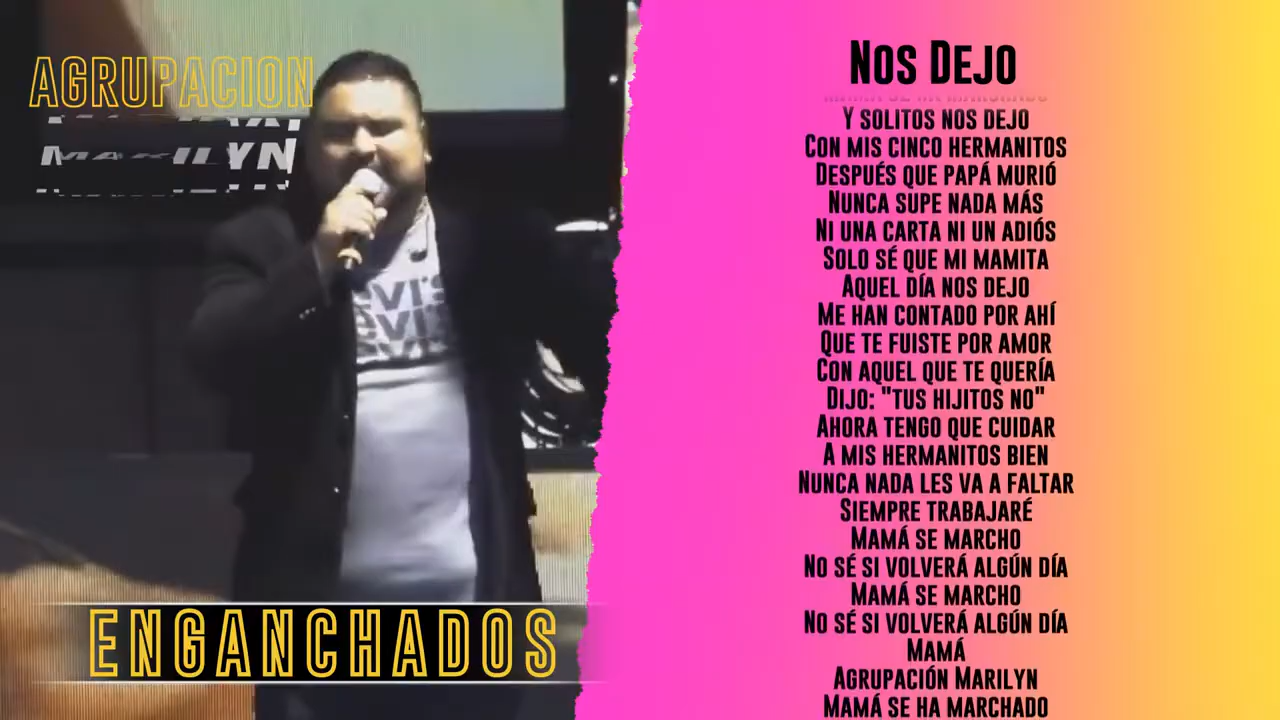 AGRUPACION
MARILYN
Levi's
Levi's
Levi's
ENGANCHADOS
NOS DEJO
Y SOLITOS NOS DEJO
CON MIS CINCO HERMANITOS
DESPUÉS QUE PAPÁ MURIÓ
NUNCA SUPE NADA MÁS
NI UNA CARTA NI UN ADIÓS
SOLO SÉ QUE MI MAMITA
AQUEL DÍA NOS DEJO
ME HAN CONTADO POR AHÍ
QUE TE FUISTE POR AMOR
CON AQUEL QUE TE QUERÍA
DIJO: "TUS HIJITOS NO"
AHORA TENGO QUE CUIDAR
A MIS HERMANITOS BIEN
NUNCA NADA LES VA A FALTAR
SIEMPRE TRABAJARÉ
MAMÁ SE MARCHO
NO SÉ SI VOLVERÁ ALGÚN DÍA
MAMÁ SE MARCHO
NO SÉ SI VOLVERÁ ALGÚN DÍA
MAMÁ
AGRUPACIÓN MARILYN
MAMÁ SE HA MARCHADO